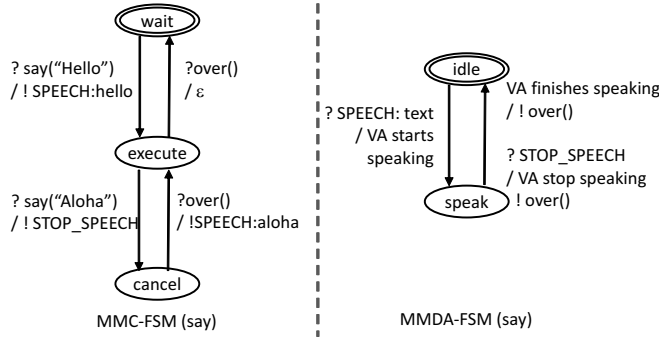 wait
? say(“Hello”)
/ ! SPEECH:hello
?over()
/ ε
execute
? say(“Aloha”)
/ ! STOP_SPEECH
?over()
/ !SPEECH:aloha
cancel
MMC-FSM (say)
idle
? SPEECH: text
/ VA starts
speaking
VA finishes speaking
/ ! over()
? STOP_SPEECH
/ VA stop speaking
! over()
speak
MMDA-FSM (say)